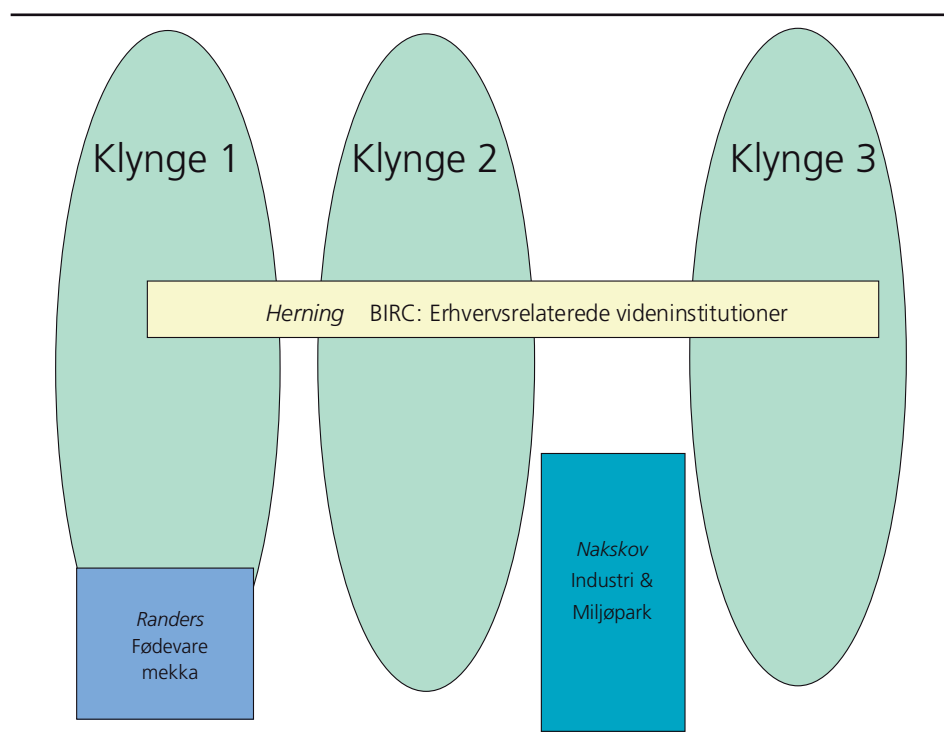 Klynge 1
Klynge 2
Klynge 3
Herning BIRC: Erhvervsrelaterede videninstitutioner
Nakskov
Industri &
Miljøpark
Randers
Fødevare
mekka